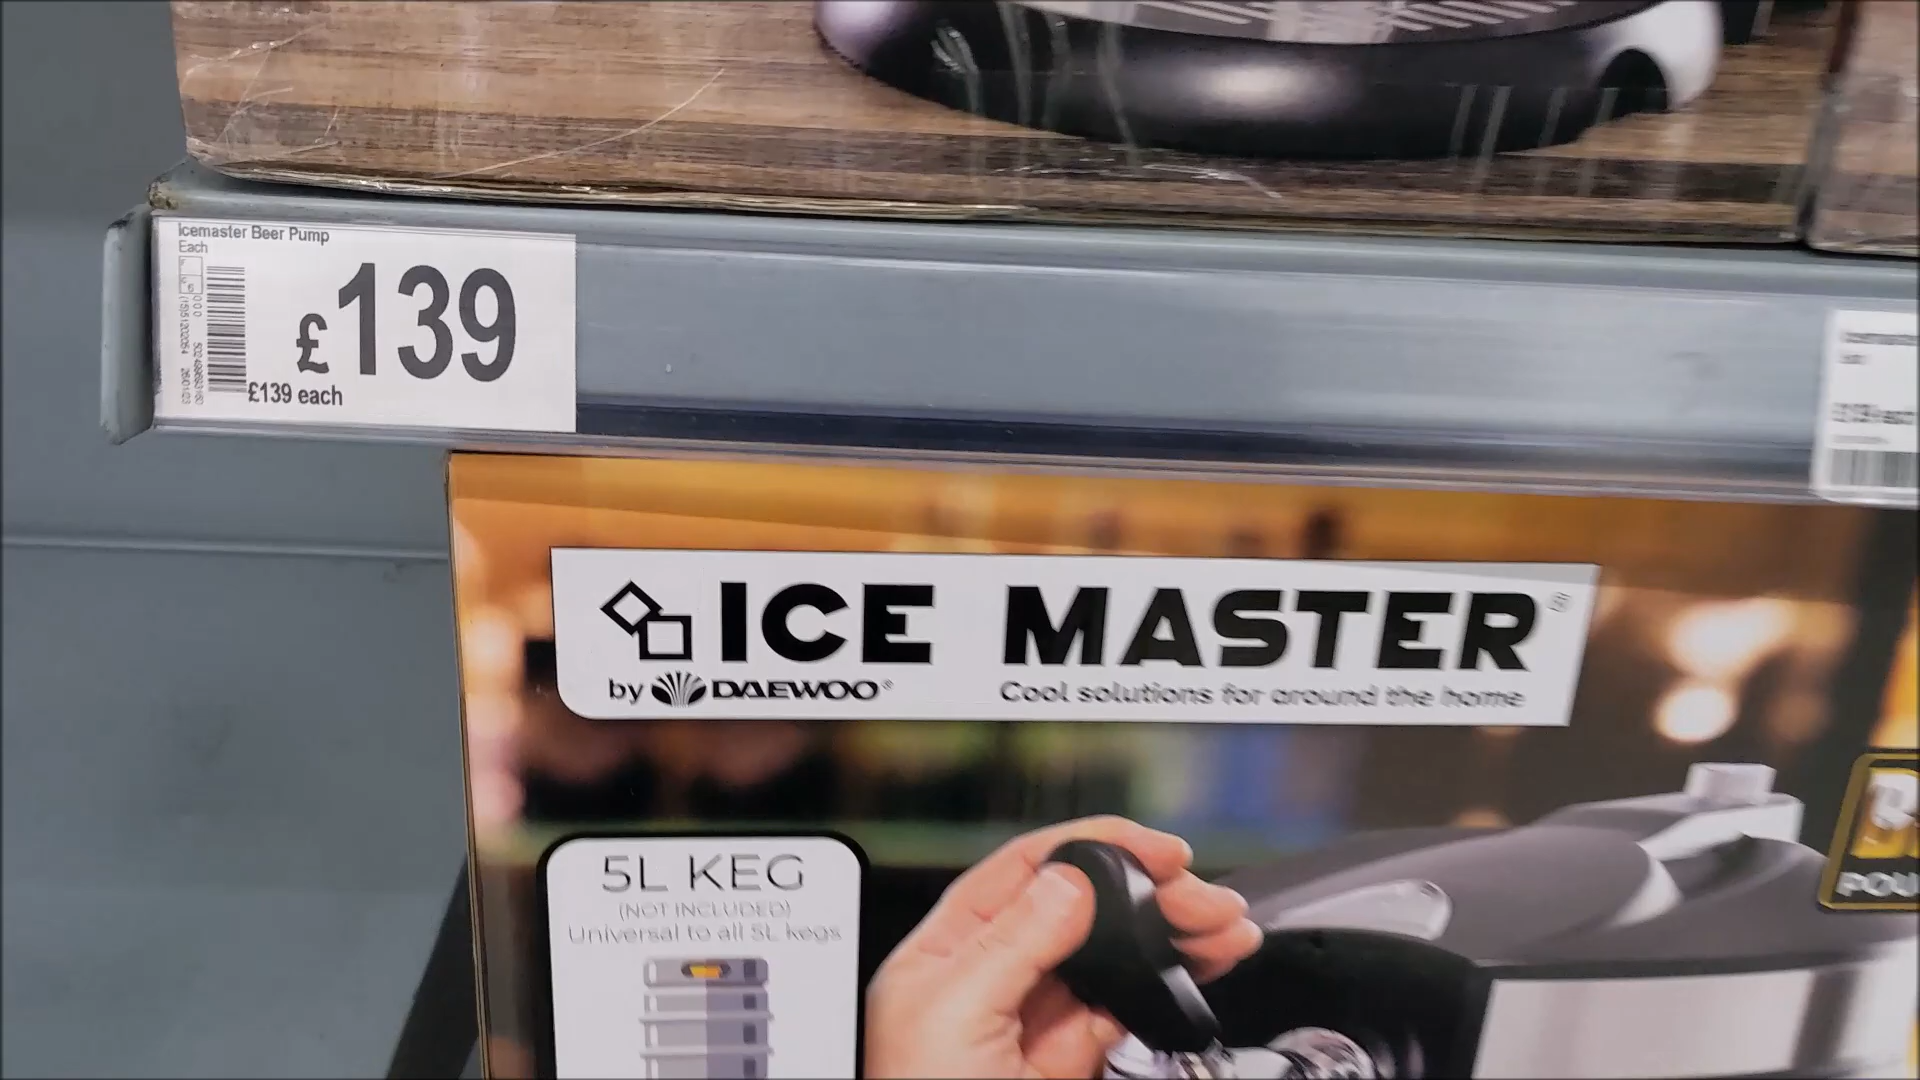 Icemaster Beer Pump
Each
£139
£139 each
ICE MASTER®
by DAEWOO®
Cool solutions for around the home
5L KEG
(NOT INCLUDED)
Universal to all 5L kegs